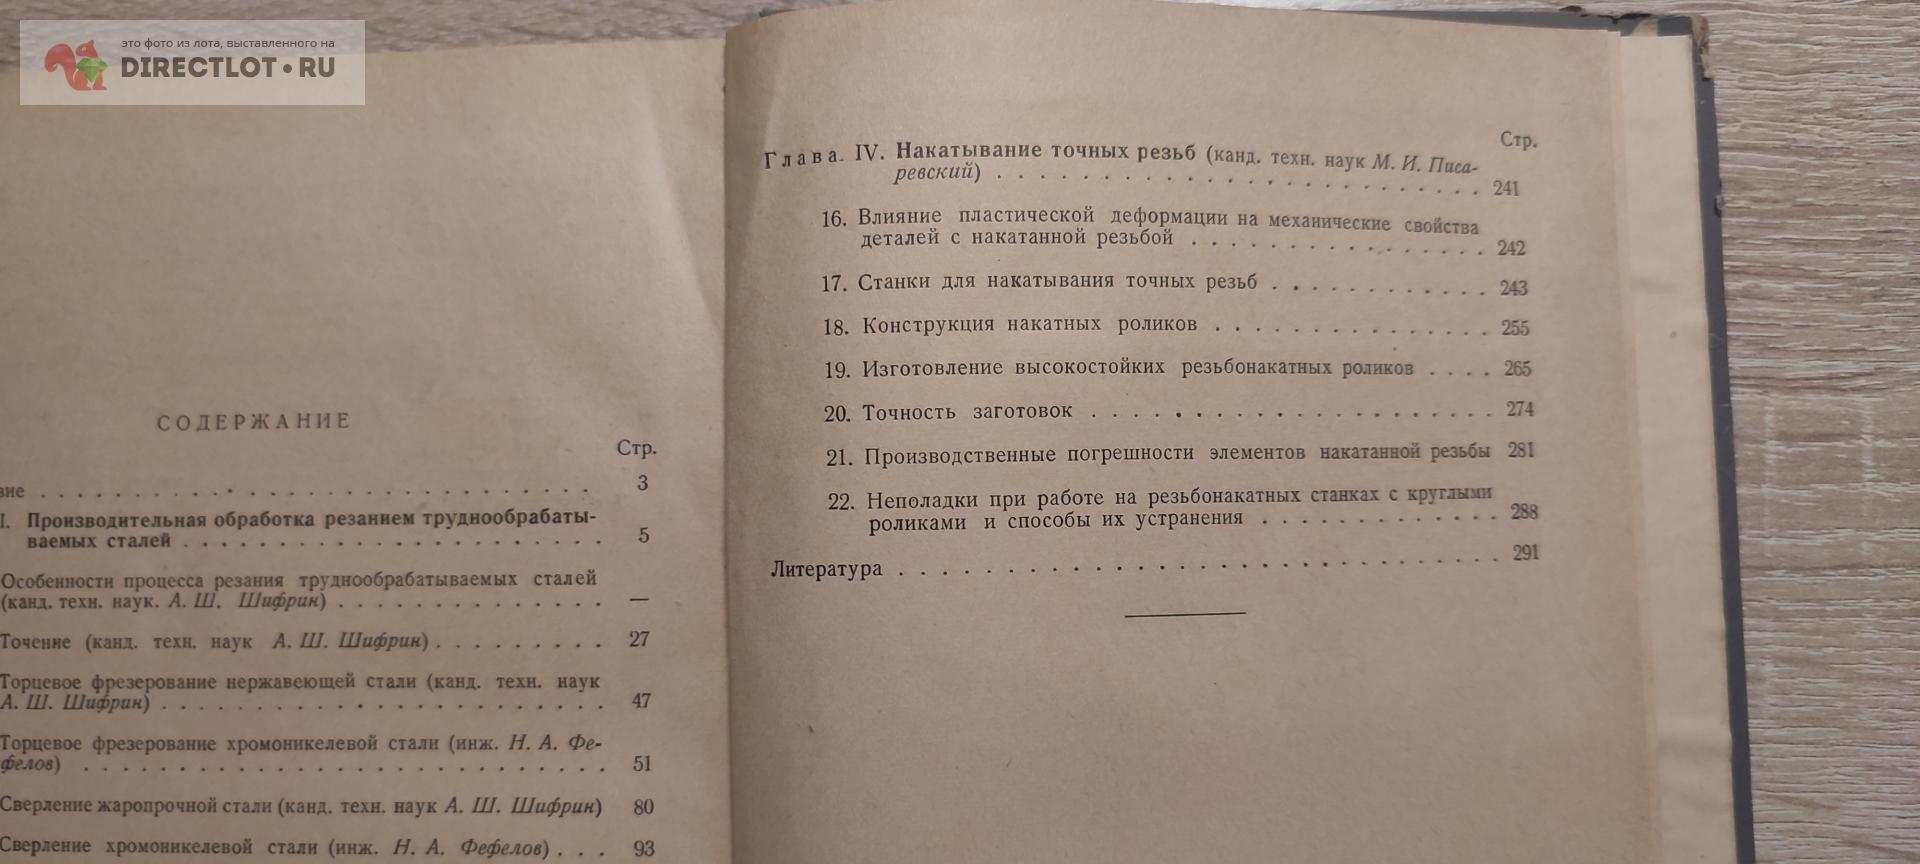 это фото из лота, выставленного на
DIRECTLOT•RU
СОДЕРЖАНИЕ
Стр.
вие . . . . . . . . . . . . . . . . . . . . . . . . . . . . . . 3
I. Производительная обработка резанием труднообрабаты-
ваемых сталей . . . . . . . . . . . . . . . . . . . . . . . 5
Особенности процесса резания труднообрабатываемых сталей
(канд. техн. наук. А. Ш. Шифрин) . . . . . . . . . . . . . . —
Точение (канд. техн. наук А. Ш. Шифрин) . . . . . . . . . 27
Торцевое фрезерование нержавеющей стали (канд. техн. наук
А. Ш. Шифрин) . . . . . . . . . . . . . . . . . . . . . . . 47
Торцевое фрезерование хромоникелевой стали (инж. Н. А. Фе-
фелов) . . . . . . . . . . . . . . . . . . . . . . . . . . . 51
Сверление жаропрочной стали (канд. техн. наук А. Ш. Шифрин) 80
Сверление хромоникелевой стали (инж. Н. А. Фефелов) . . . 93
Стр.
Глава IV. Накатывание точных резьб (канд. техн. наук М. И. Писа-
ревский) . . . . . . . . . . . . . . . . . . . . 241
16. Влияние пластической деформации на механические свойства
деталей с накатанной резьбой . . . . . . . . . . . . 242
17. Станки для накатывания точных резьб . . . . . . . . . . 243
18. Конструкция накатных роликов . . . . . . . . . . . 255
19. Изготовление высокостойких резьбонакатных роликов . . . . 265
20. Точность заготовок . . . . . . . . . . . . . . . . 274
21. Производственные погрешности элементов накатанной резьбы 281
22. Неполадки при работе на резьбонакатных станках с круглыми
роликами и способы их устранения . . . . . . . . . . 288
Литература . . . . . . . . . . . . . . . . . . . . . 291